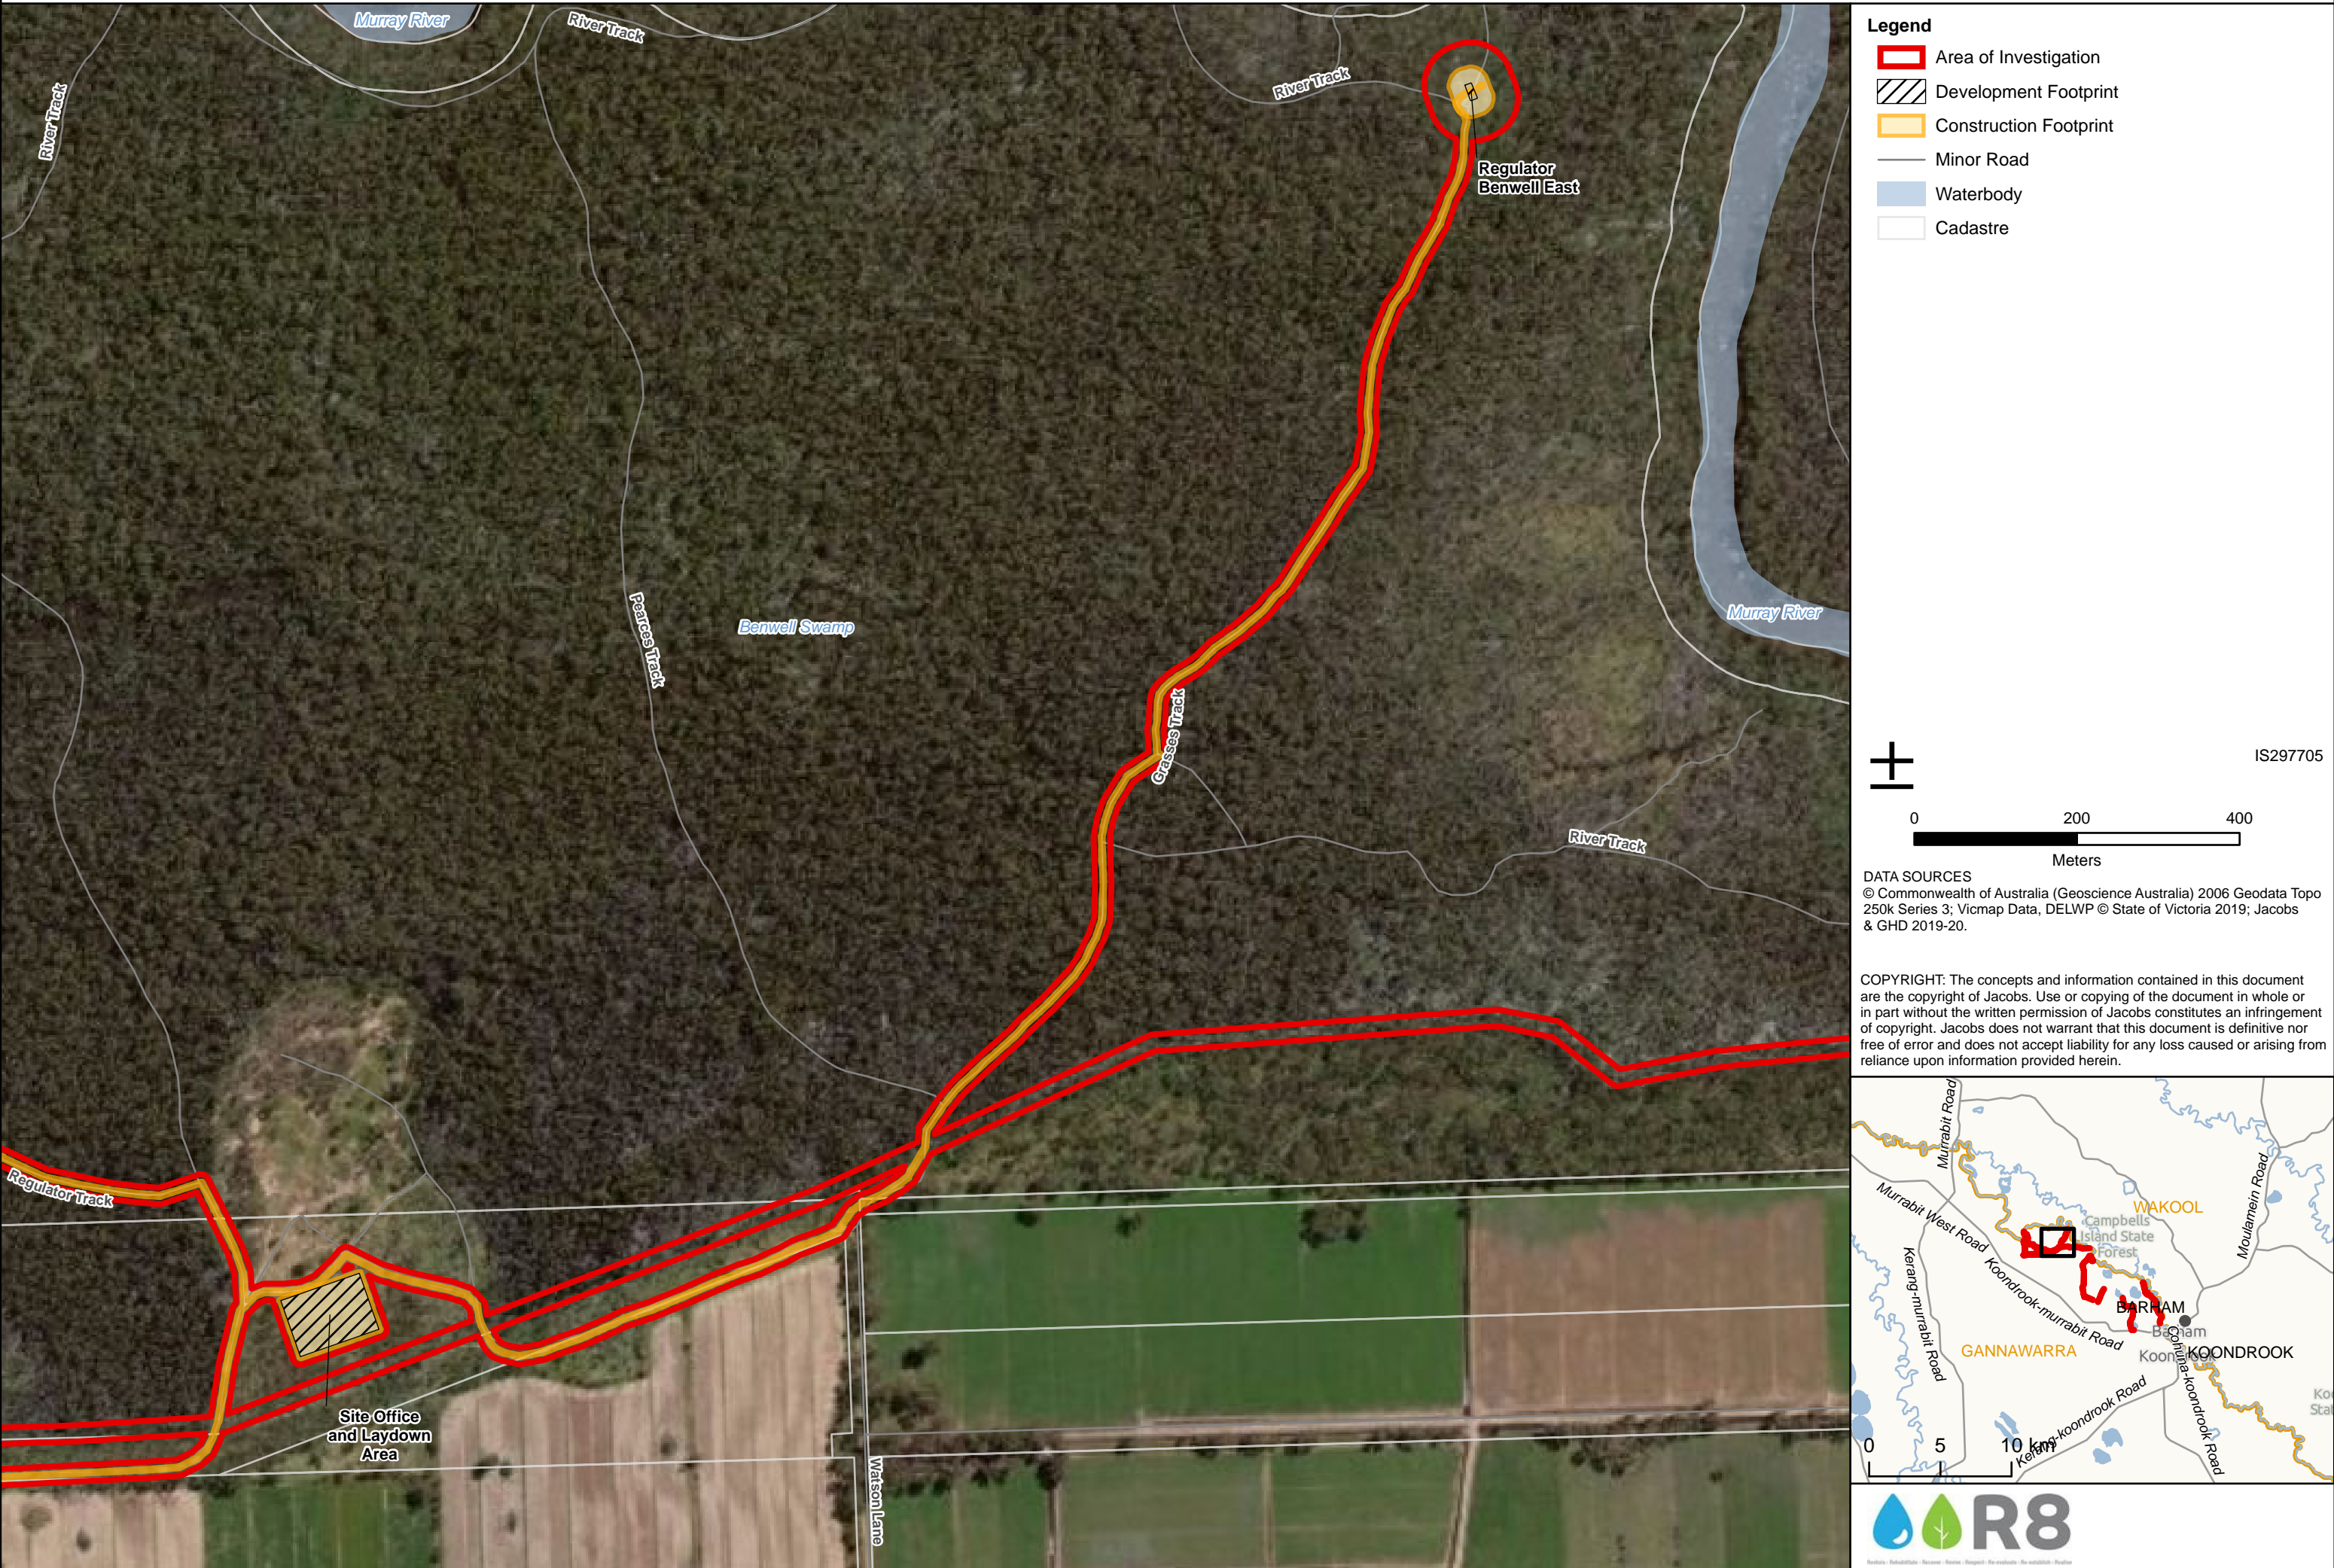 Murray River
River Track
River Track
River Track
Regulator
Benwell East
Pearces Track
Benwell Swamp
Murray River
Grasses Track
River Track
Regulator Track
Site Office
and Laydown
Area
Watson Lane
Legend
Area of Investigation
Development Footprint
Construction Footprint
Minor Road
Waterbody
Cadastre
IS297705
0 200 400
Meters
DATA SOURCES
© Commonwealth of Australia (Geoscience Australia) 2006 Geodata Topo
250k Series 3; Vicmap Data, DELWP © State of Victoria 2019; Jacobs
& GHD 2019-20.
COPYRIGHT: The concepts and information contained in this document
are the copyright of Jacobs. Use or copying of the document in whole or
in part without the written permission of Jacobs constitutes an infringement
of copyright. Jacobs does not warrant that this document is definitive nor
free of error and does not accept liability for any loss caused or arising from
reliance upon information provided herein.
Murrabit Road
Murrabit West Road
WAKOOL
Moulamein Road
Campbells
Island State
Forest
Kerang-murrabit Road
Koondrook-murrabit Road
BARHAM
Barham
GANNAWARRA
KOONDROOK
Cohuna-koondrook Road
Kerang-koondrook Road
0 5 10 km
R8